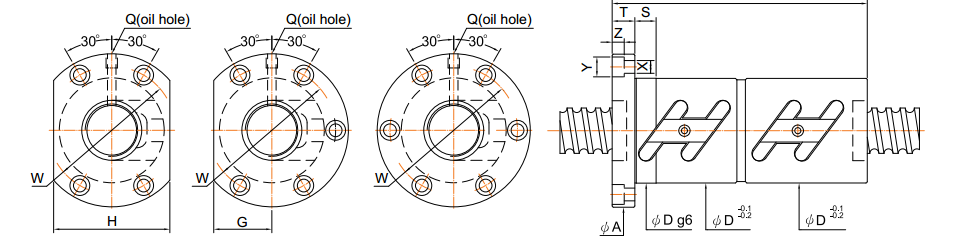 Q(oil hole)
30° 30°
W
H
Q(oil hole)
30° 30°
W
G
Q(oil hole)
30° 30°
W
T S
Z
Y
X
φA
φD g6
φD -0.1 -0.2
φD -0.1 -0.2